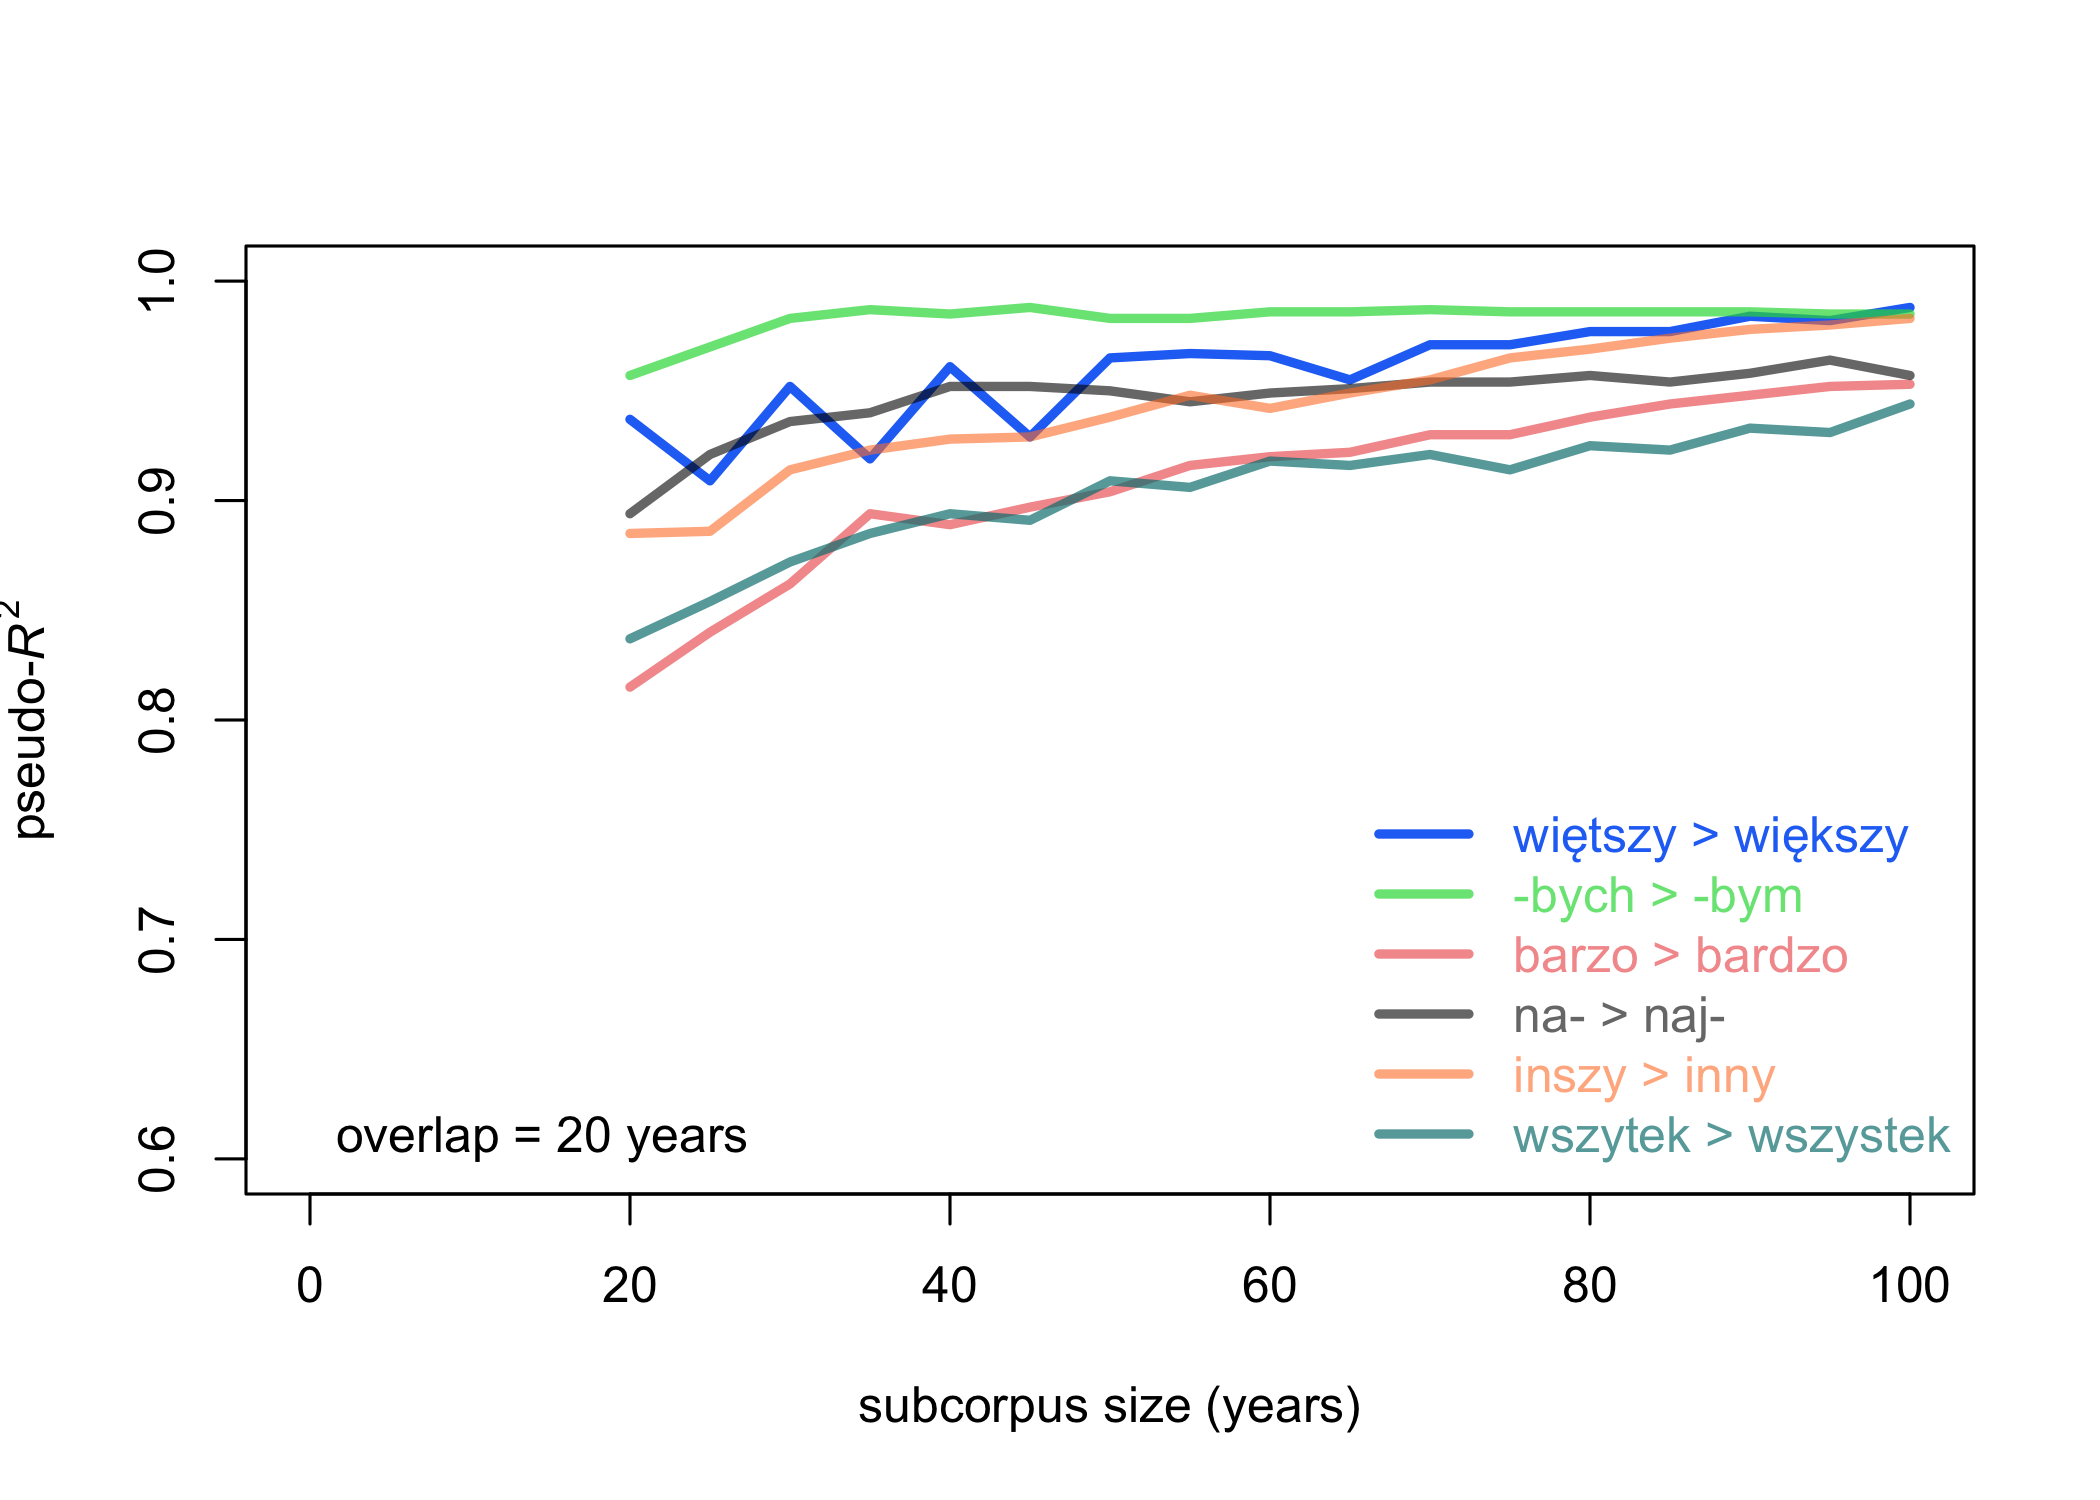 pseudo-R²
1.0
0.9
0.8
0.7
0.6
więtszy > większy
-bych > -bym
barzo > bardzo
na- > naj-
inszy > inny
wszytek > wszystek
overlap = 20 years
0 20 40 60 80 100
subcorpus size (years)